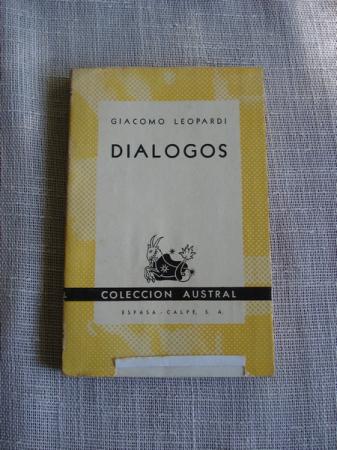 GIACOMO LEOPARDI
DIALOGOS
COLECCION AUSTRAL
ESPASA - CALPE, S. A.